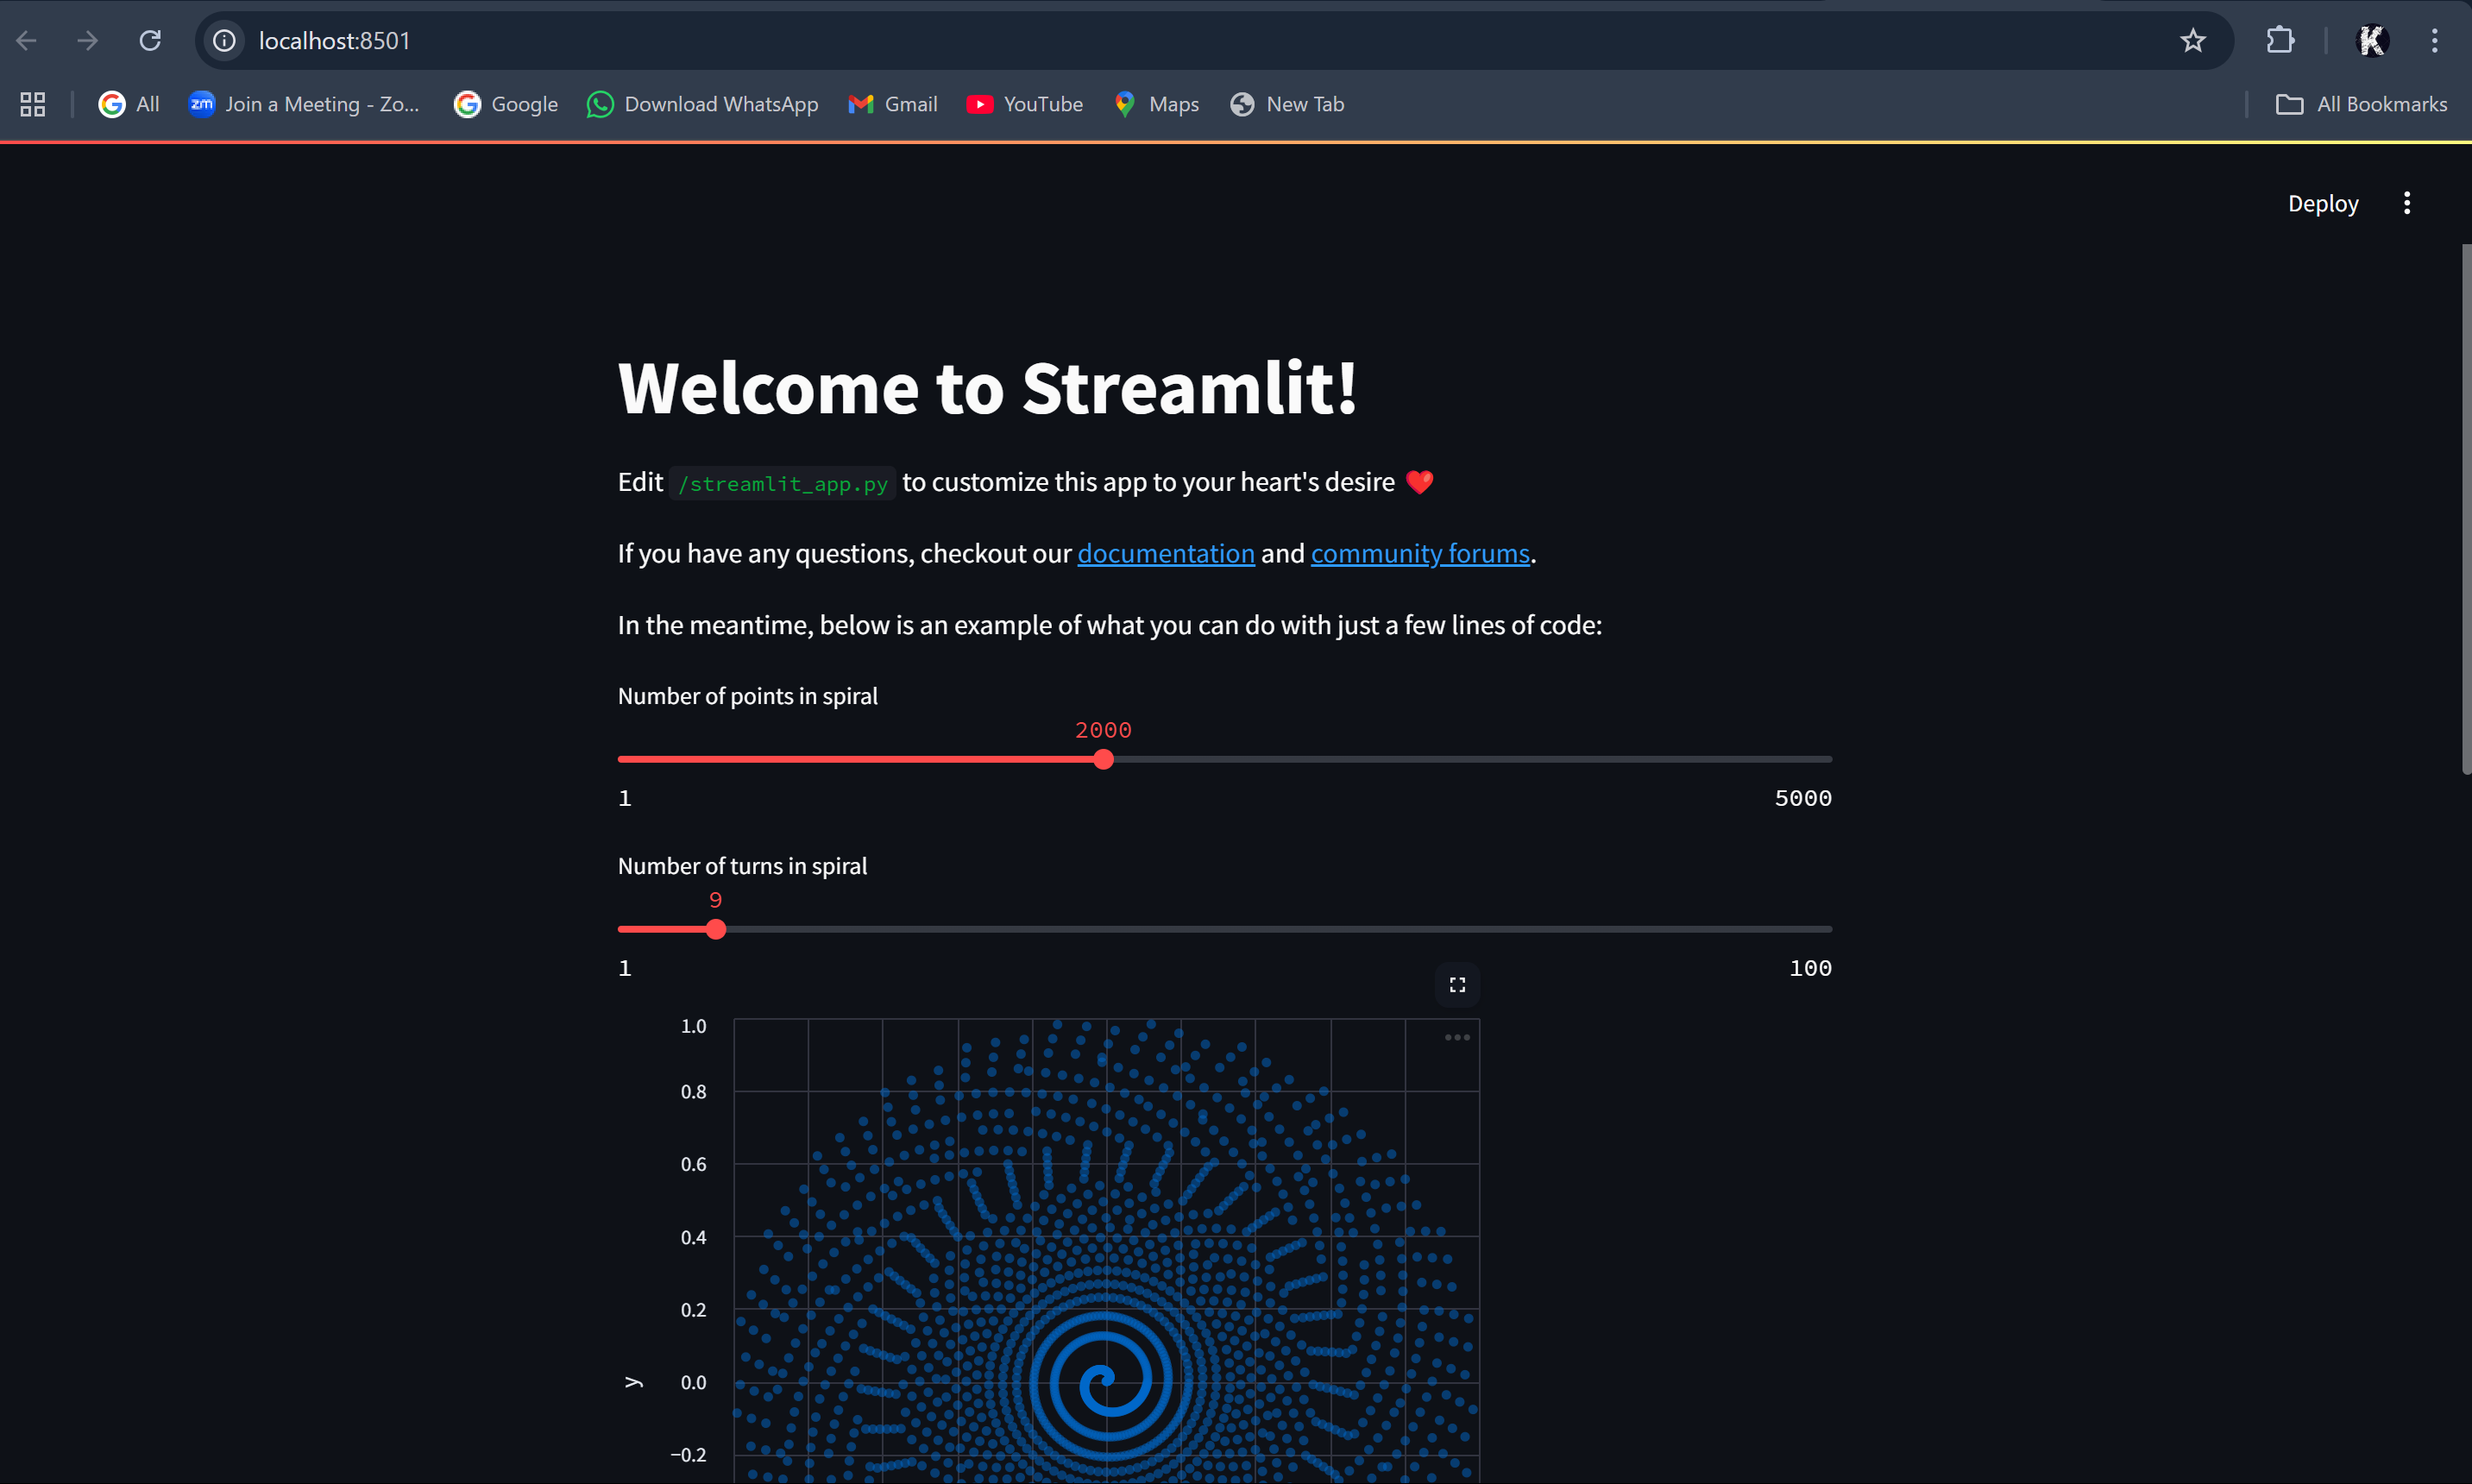 localhost:8501
All
Join a Meeting - Zo...
Google
Download WhatsApp
Gmail
YouTube
Maps
New Tab
All Bookmarks
Deploy
Welcome to Streamlit!
Edit /streamlit_app.py to customize this app to your heart's desire ❤️
If you have any questions, checkout our documentation and community forums.
In the meantime, below is an example of what you can do with just a few lines of code:
Number of points in spiral
2000
1 5000
Number of turns in spiral
9
1 100
1.0
0.8
0.6
0.4
0.2
y 0.0
−0.2